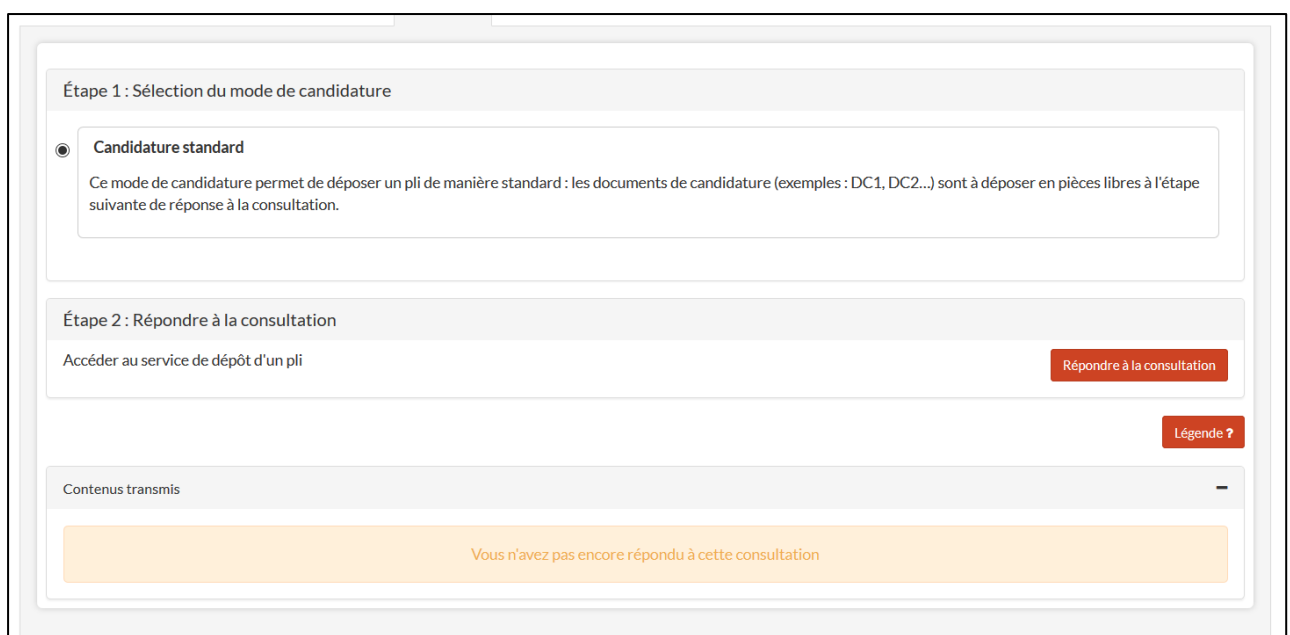 Étape 1 : Sélection du mode de candidature
Candidature standard
Ce mode de candidature permet de déposer un pli de manière standard : les documents de candidature (exemples : DC1, DC2...) sont à déposer en pièces libres à l'étape
suivante de réponse à la consultation.
Étape 2 : Répondre à la consultation
Accéder au service de dépôt d'un pli
Répondre à la consultation
Légende ?
Contenus transmis
Vous n'avez pas encore répondu à cette consultation